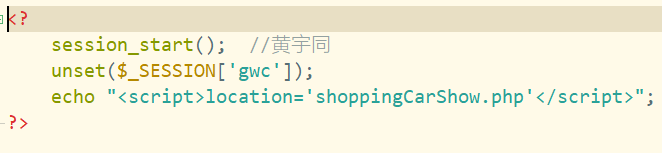 <?
session_start();  //黄宇同
unset($_SESSION['gwc']);
echo "<script>location='shoppingCarShow.php'</script>";
?>